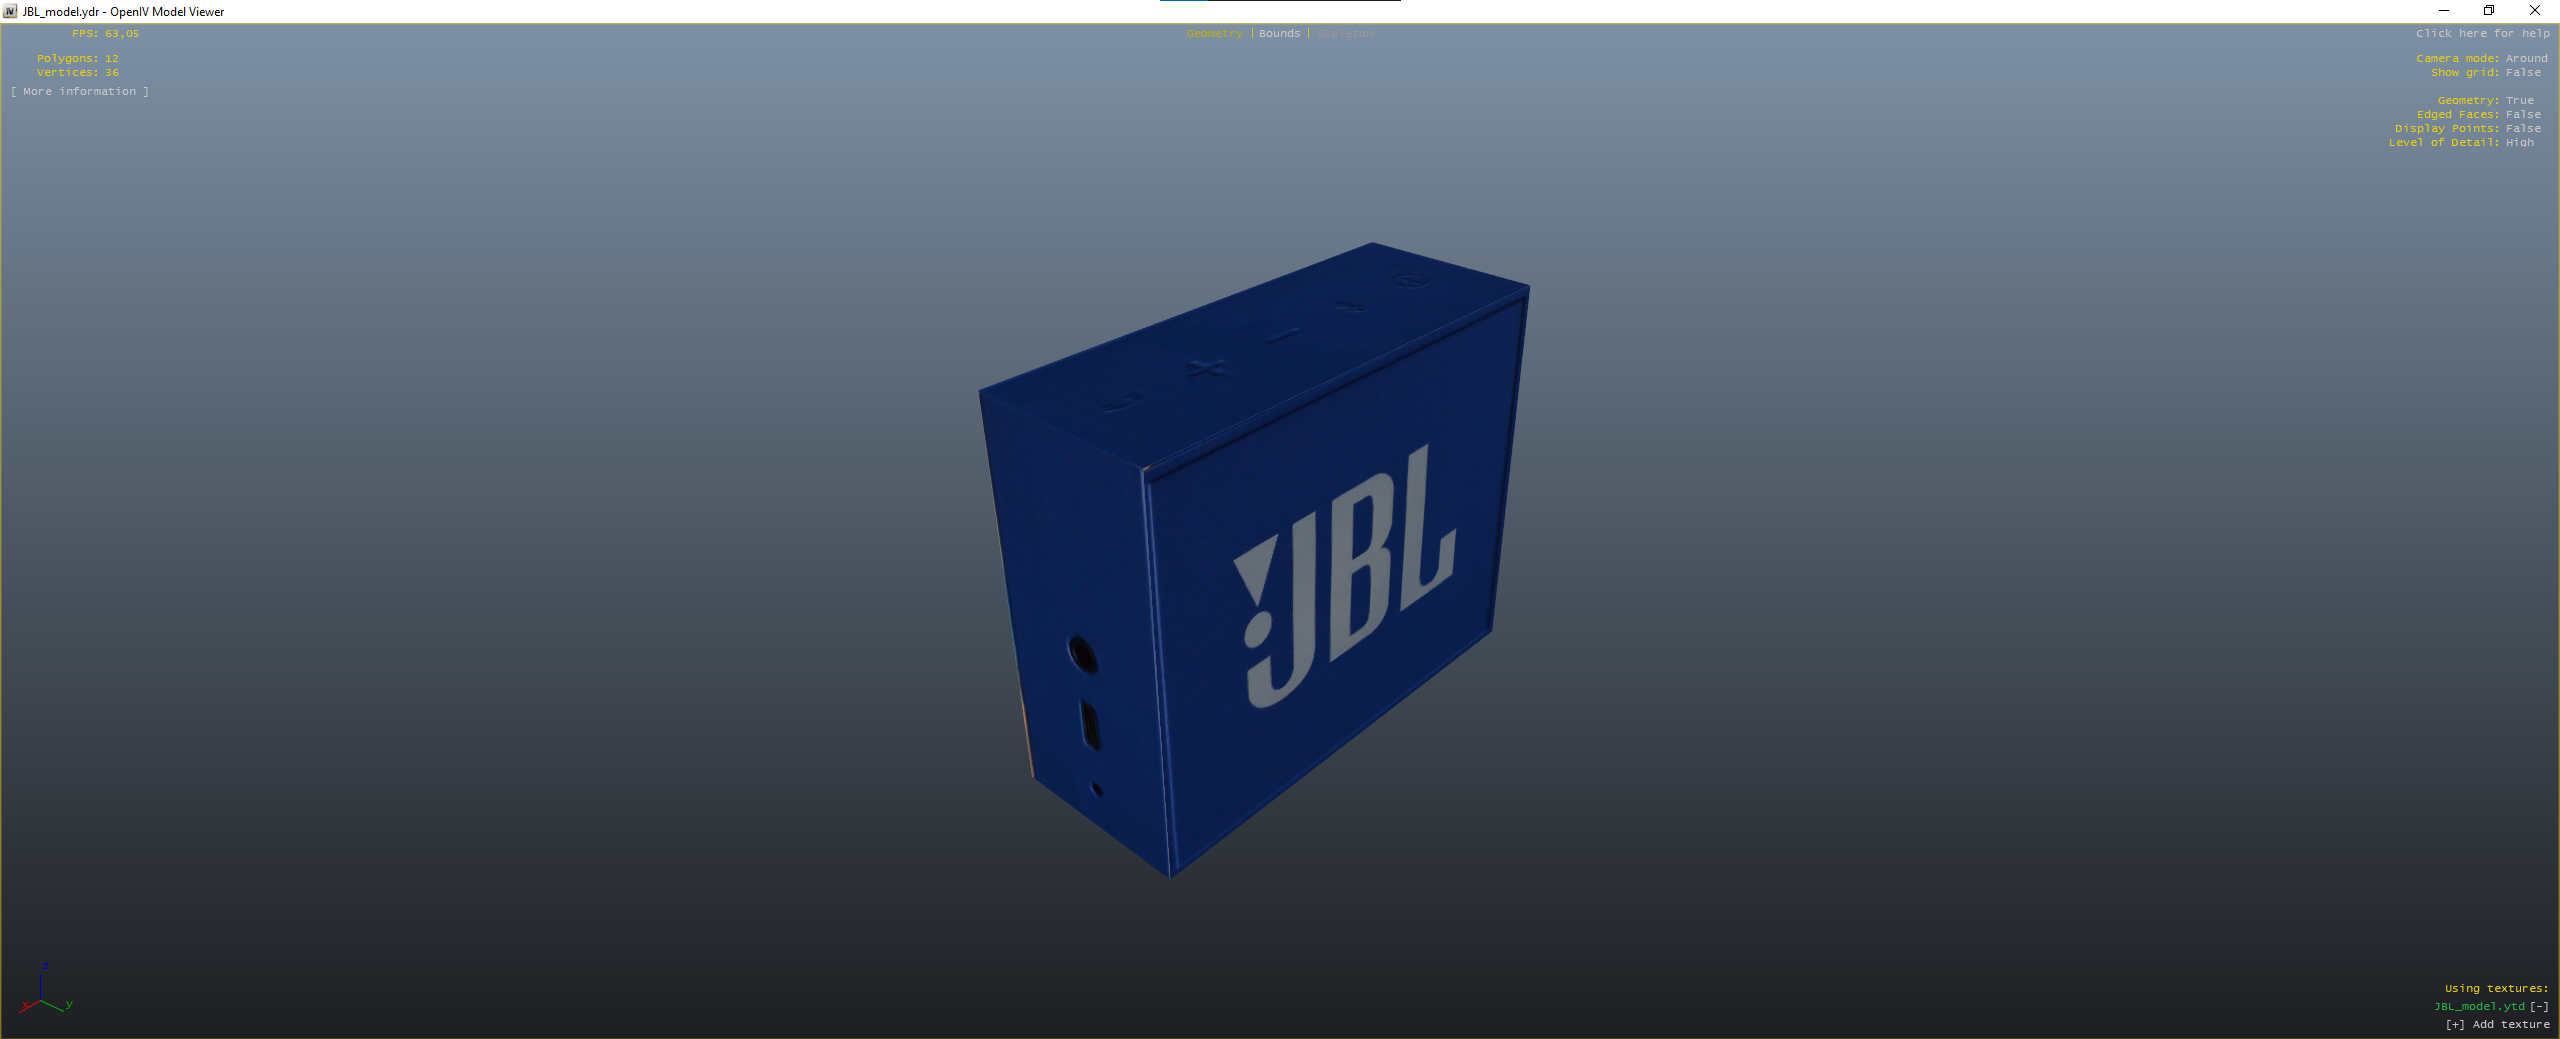 JBL_model.ydr - OpenIV Model Viewer
FPS: 63,05
Geometry | Bounds | Skeleton
Click here for help
Polygons: 12
Vertices: 36
[ More information ]
Camera mode: Around
Show grid: False
Geometry: True
Edged Faces: False
Display Points: False
Level of Detail: High
JBL
z
x
y
Using textures:
JBL_model.ytd [-]
[+] Add texture